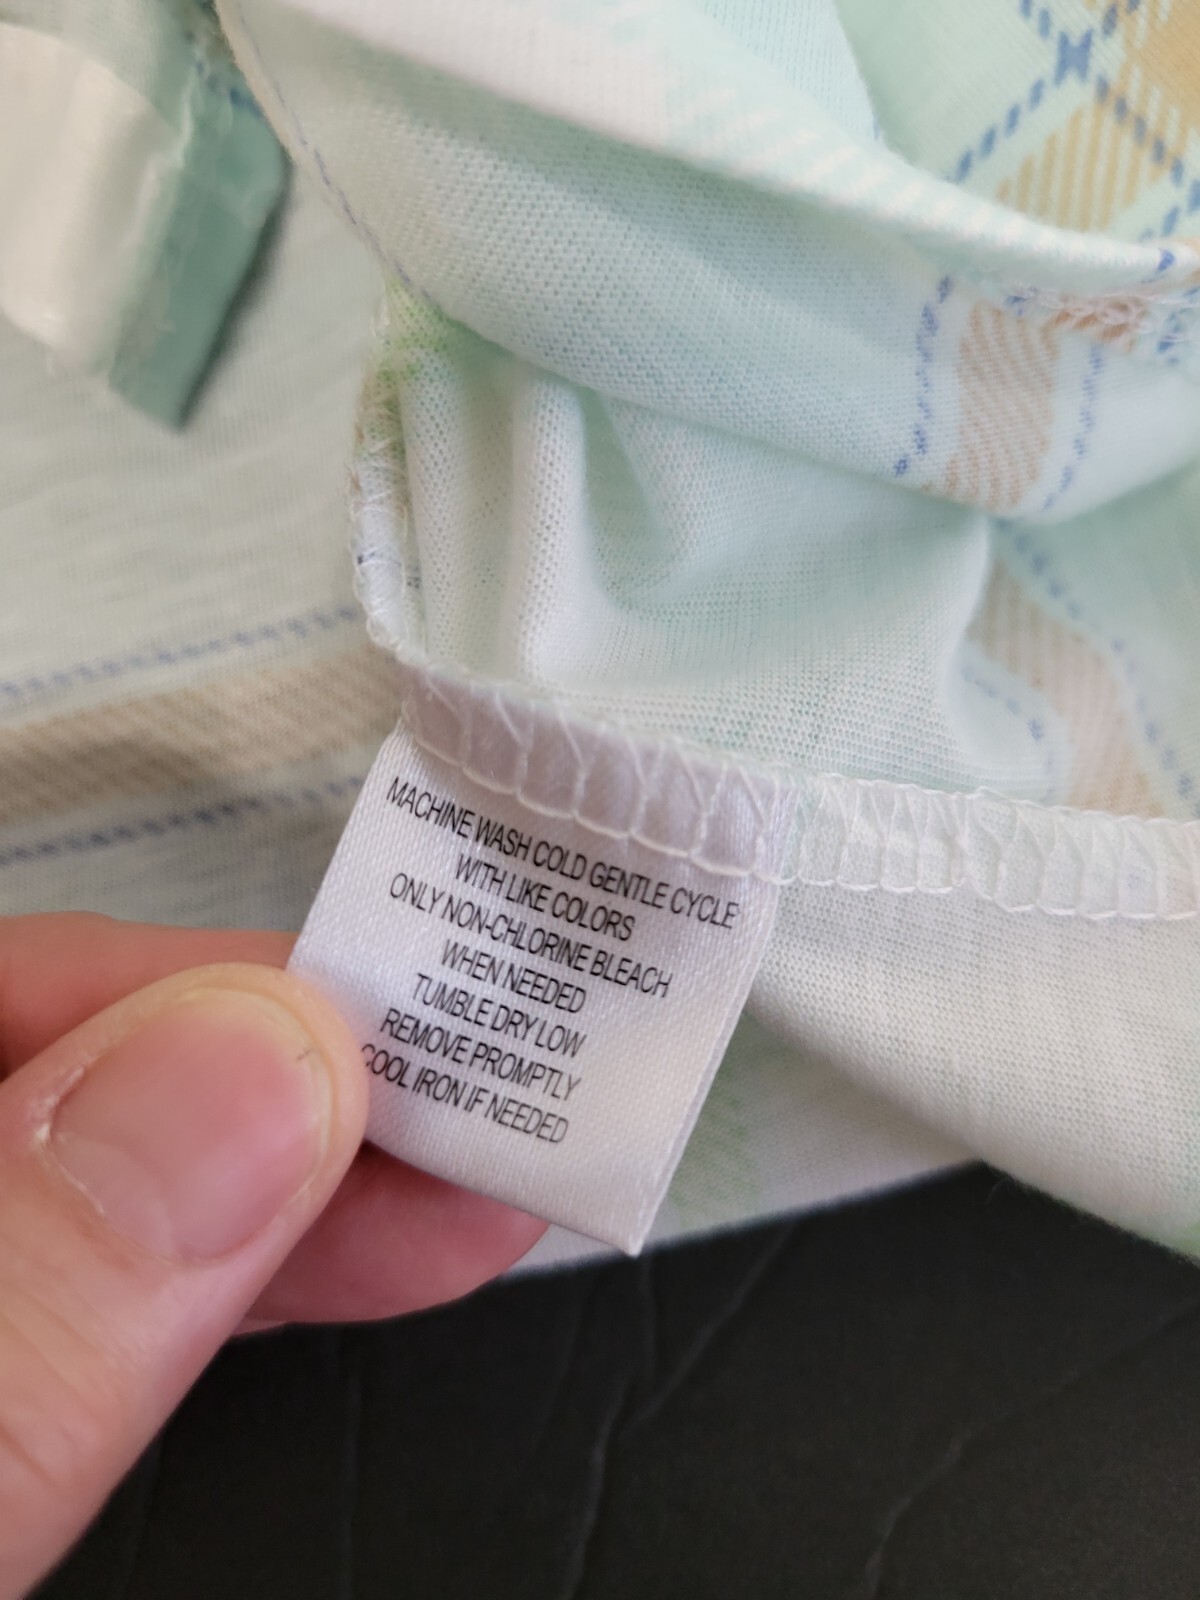 MACHINE WASH COLD GENTLE CYCLE
WITH LIKE COLORS
ONLY NON-CHLORINE BLEACH
WHEN NEEDED
TUMBLE DRY LOW
REMOVE PROMPTLY
COOL IRON IF NEEDED